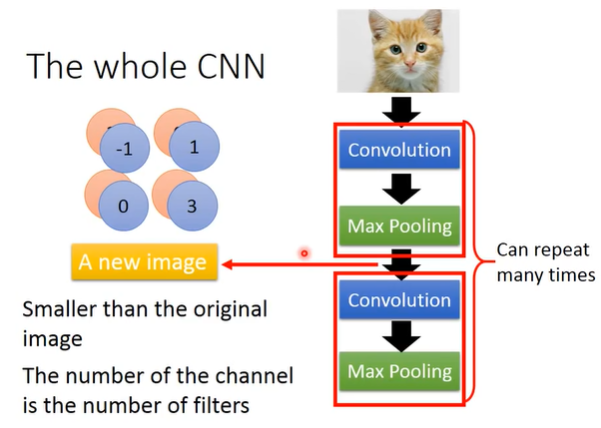 The whole CNN
-1
1
0
3
A new image
Smaller than the original
image
The number of the channel
is the number of filters
Convolution
Max Pooling
Convolution
Max Pooling
Can repeat
many times